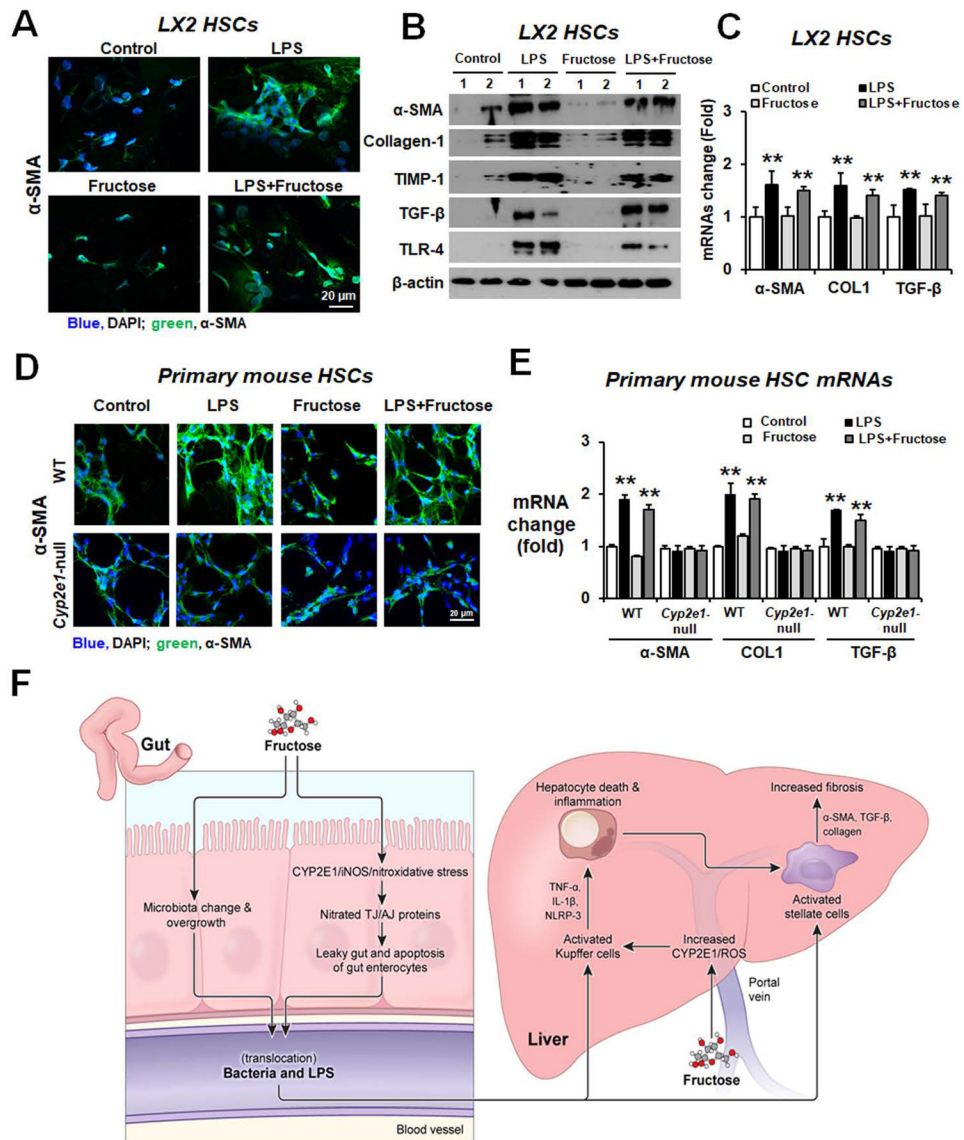 A
LX2 HSCs
Control
LPS
Fructose
LPS+Fructose
α-SMA
20 µm
Blue, DAPI; green, α-SMA
B
LX2 HSCs
Control LPS Fructose LPS+Fructose
1 2 1 2 1 2 1 2
α-SMA
Collagen-1
TIMP-1
TGF-β
TLR-4
β-actin
C
LX2 HSCs
Control
LPS
Fructose
LPS+Fructose
mRNAs change (Fold)
3
2
1
0
** ** ** ** ** **
α-SMA COL1 TGF-β
D
Primary mouse HSCs
Control LPS Fructose LPS+Fructose
α-SMA
WT
Cyp2e1-null
20 µm
Blue, DAPI; green, α-SMA
E
Primary mouse HSC mRNAs
Control
LPS
Fructose
LPS+Fructose
mRNA
change
(fold)
3
2
1
0
** ** ** ** ** **
WT Cyp2e1-
null
WT Cyp2e1-
null
WT Cyp2e1-
null
α-SMA COL1 TGF-β
F
Gut
Fructose
CYP2E1/iNOS/nitroxidative stress
Microbiota change &
overgrowth
Nitrated TJ/AJ proteins
Leaky gut and apoptosis
of gut enterocytes
(translocation)
Bacteria and LPS
Blood vessel
Hepatocyte death &
inflammation
Increased fibrosis
α-SMA, TGF-β,
collagen
TNF-α,
IL-1β,
NLRP-3
Activated
stellate cells
Activated
Kupffer cells
Increased
CYP2E1/ROS
Portal
vein
Liver
Fructose